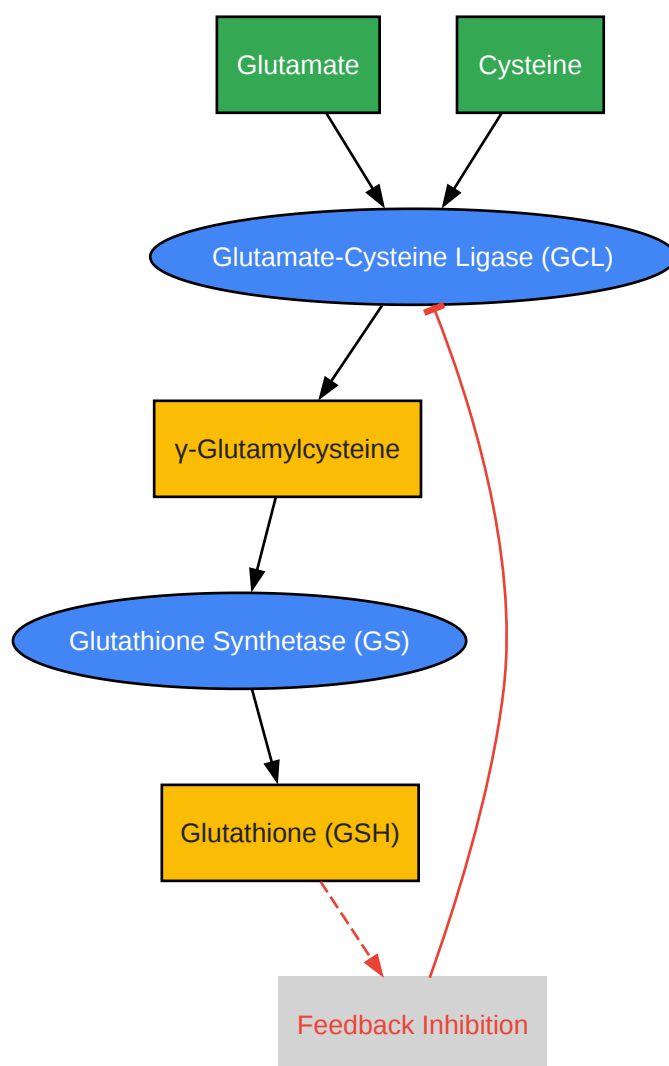 Glutamate
Cysteine
Glutamate-Cysteine Ligase (GCL)
γ-Glutamylcysteine
Glutathione Synthetase (GS)
Glutathione (GSH)
Feedback Inhibition